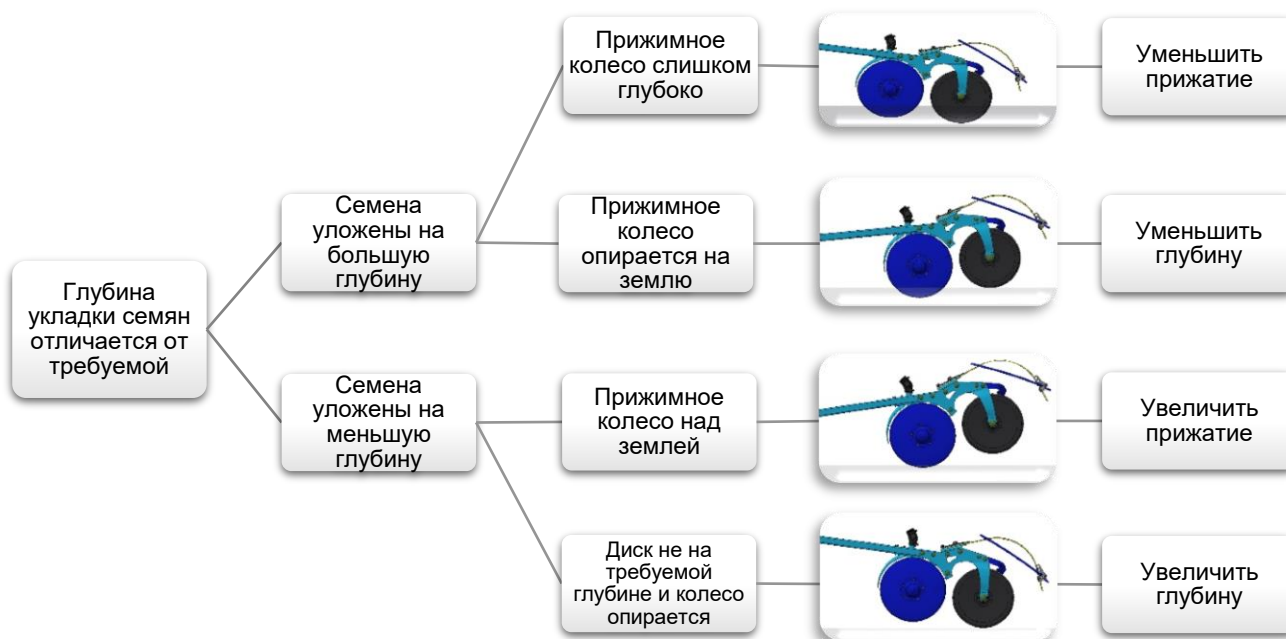 Глубина
укладки семян
отличается от
требуемой
Семена
уложены на
большую
глубину
Прижимное
колесо слишком
глубоко
Уменьшить
прижатие
Прижимное
колесо
опирается на
землю
Уменьшить
глубину
Семена
уложены на
меньшую
глубину
Прижимное
колесо над
землей
Увеличить
прижатие
Диск не на
требуемой
глубине и колесо
опирается
Увеличить
глубину